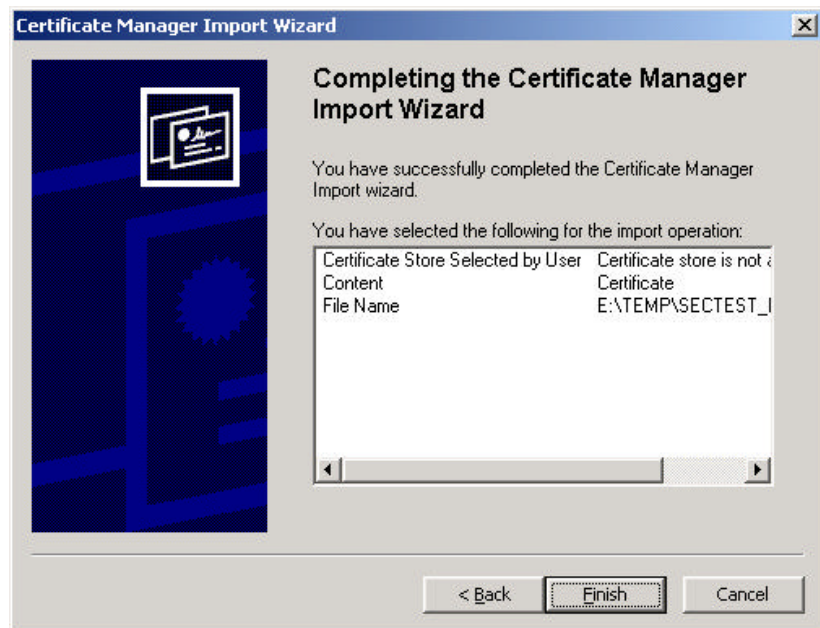 Certificate Manager Import Wizard
Completing the Certificate Manager
Import Wizard
You have successfully completed the Certificate Manager
Import wizard.
You have selected the following for the import operation:
Certificate Store Selected by User Certificate store is not
Content Certificate
File Name E:\TEMP\SECTEST_
< Back Finish Cancel